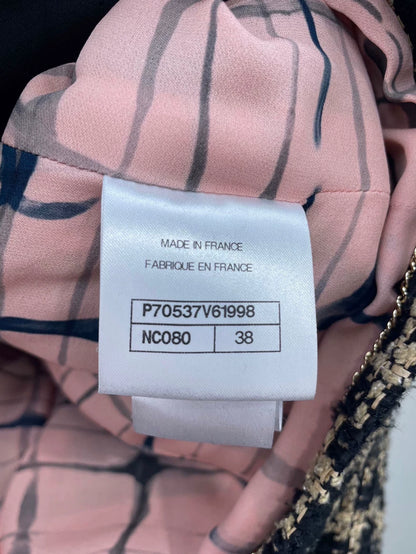 MADE IN FRANCE
FABRIQUE EN FRANCE
P70537V61998
NC080 38